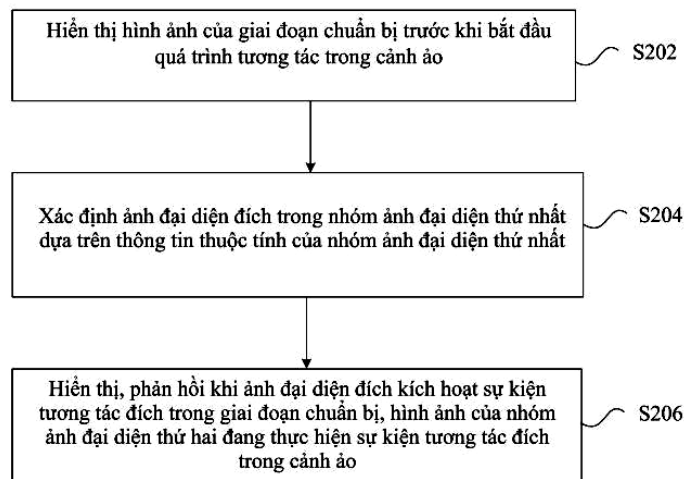 Hiển thị hình ảnh của giai đoạn chuẩn bị trước khi bắt đầu
quá trình tương tác trong cảnh ảo
S202
Xác định ảnh đại diện đích trong nhóm ảnh đại diện thứ nhất
dựa trên thông tin thuộc tính của nhóm ảnh đại diện thứ nhất
S204
Hiển thị, phản hồi khi ảnh đại diện đích kích hoạt sự kiện
tương tác đích trong giai đoạn chuẩn bị, hình ảnh của nhóm
ảnh đại diện thứ hai đang thực hiện sự kiện tương tác đích
trong cảnh ảo
S206